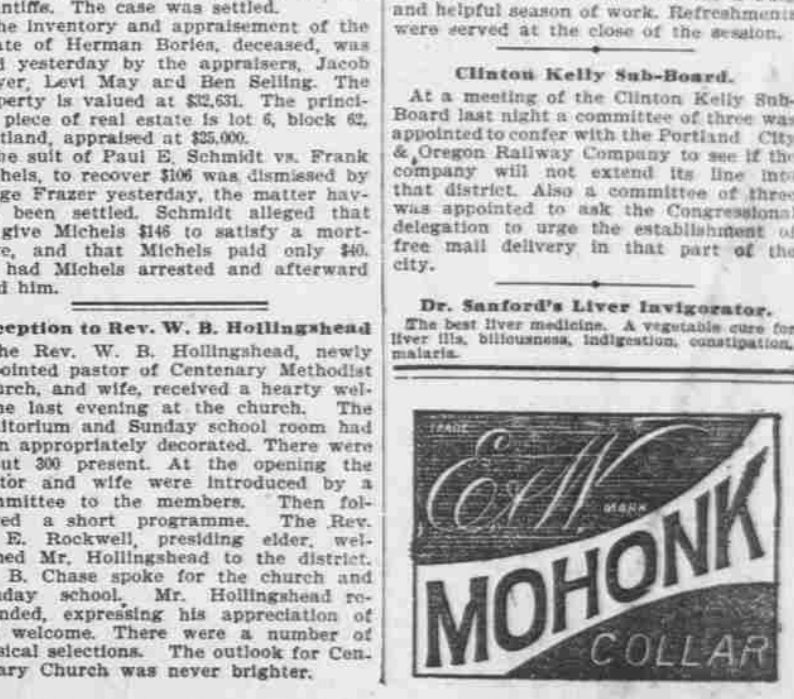 ntiffs. The case was settled.
he inventory and appraisement of the
ate of Herman Bories, deceased, was
d yesterday by the appraisers, Jacob
yer, Levi May and Ben Selling. The
perty is valued at $32,631. The princi-
piece of real estate is lot 6, block 62,
tland, appraised at $25,000.
he suit of Paul E. Schmidt vs. Frank
hels, to recover $106 was dismissed by
ge Frazer yesterday, the matter hav-
been settled. Schmidt alleged that
give Michels $146 to satisfy a mort-
e, and that Michels paid only $40.
had Michels arrested and afterward
d him.
eception to Rev. W. B. Hollingshead
he Rev. W. B. Hollingshead, newly
ointed pastor of Centenary Methodist
urch, and wife, received a hearty wel-
ne last evening at the church. The
itorium and Sunday school room had
n appropriately decorated. There were
out 300 present. At the opening the
tor and wife were introduced by a
mmittee to the members. Then fol-
ed a short programme. The Rev.
E. Rockwell, presiding elder, wel-
ned Mr. Hollingshead to the district.
B. Chase spoke for the church and
nday school. Mr. Hollingshead re-
nded, expressing his appreciation of
welcome. There were a number of
sical selections. The outlook for Cen-
ary Church was never brighter.
and helpful season of work. Refreshments
were served at the close of the session.
Clinton Kelly Sub-Board.
At a meeting of the Clinton Kelly Sub-
Board last night a committee of three was
appointed to confer with the Portland City
& Oregon Railway Company to see if the
company will not extend its line into
that district. Also a committee of three
was appointed to ask the Congressional
delegation to urge the establishment of
free mail delivery in that part of the
city.
Dr. Sanford's Liver Invigorator.
The best liver medicine. A vegetable cure for
liver ills, biliousness, indigestion, constipation,
malaria.
TRADE
E & W
MARK
MOHONK
COLLAR